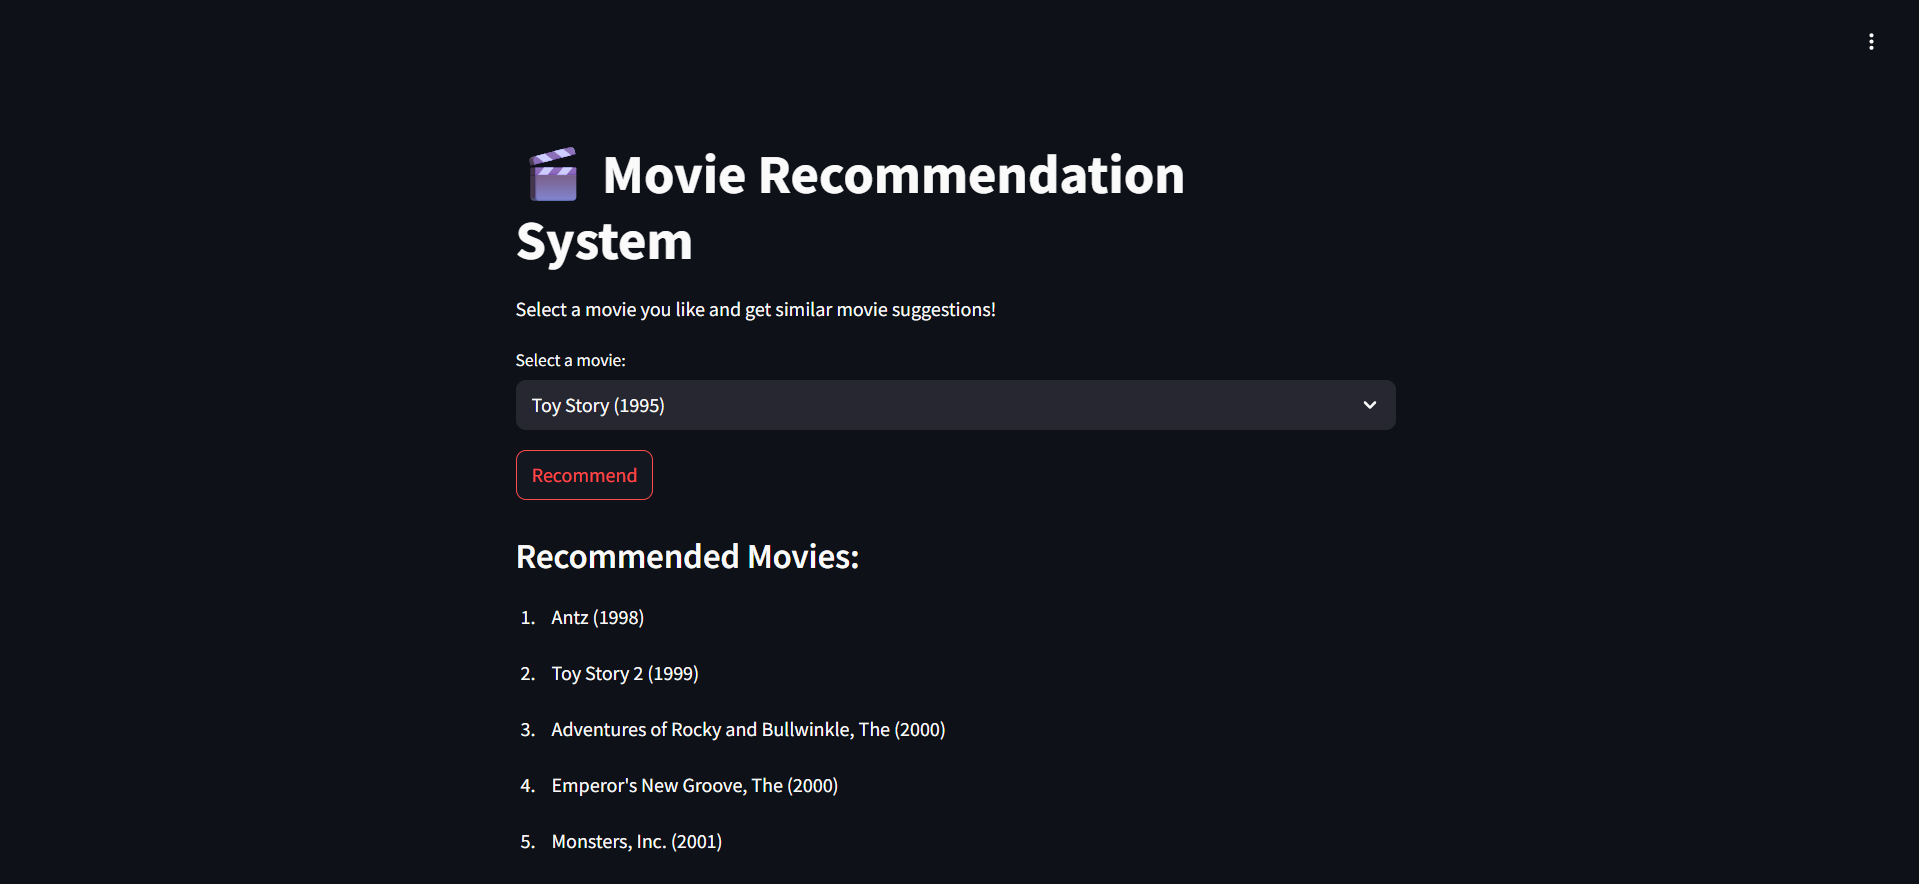 Movie Recommendation
System
Select a movie you like and get similar movie suggestions!
Select a movie:
Toy Story (1995)
Recommend
Recommended Movies:
1. Antz (1998)
2. Toy Story 2 (1999)
3. Adventures of Rocky and Bullwinkle, The (2000)
4. Emperor's New Groove, The (2000)
5. Monsters, Inc. (2001)